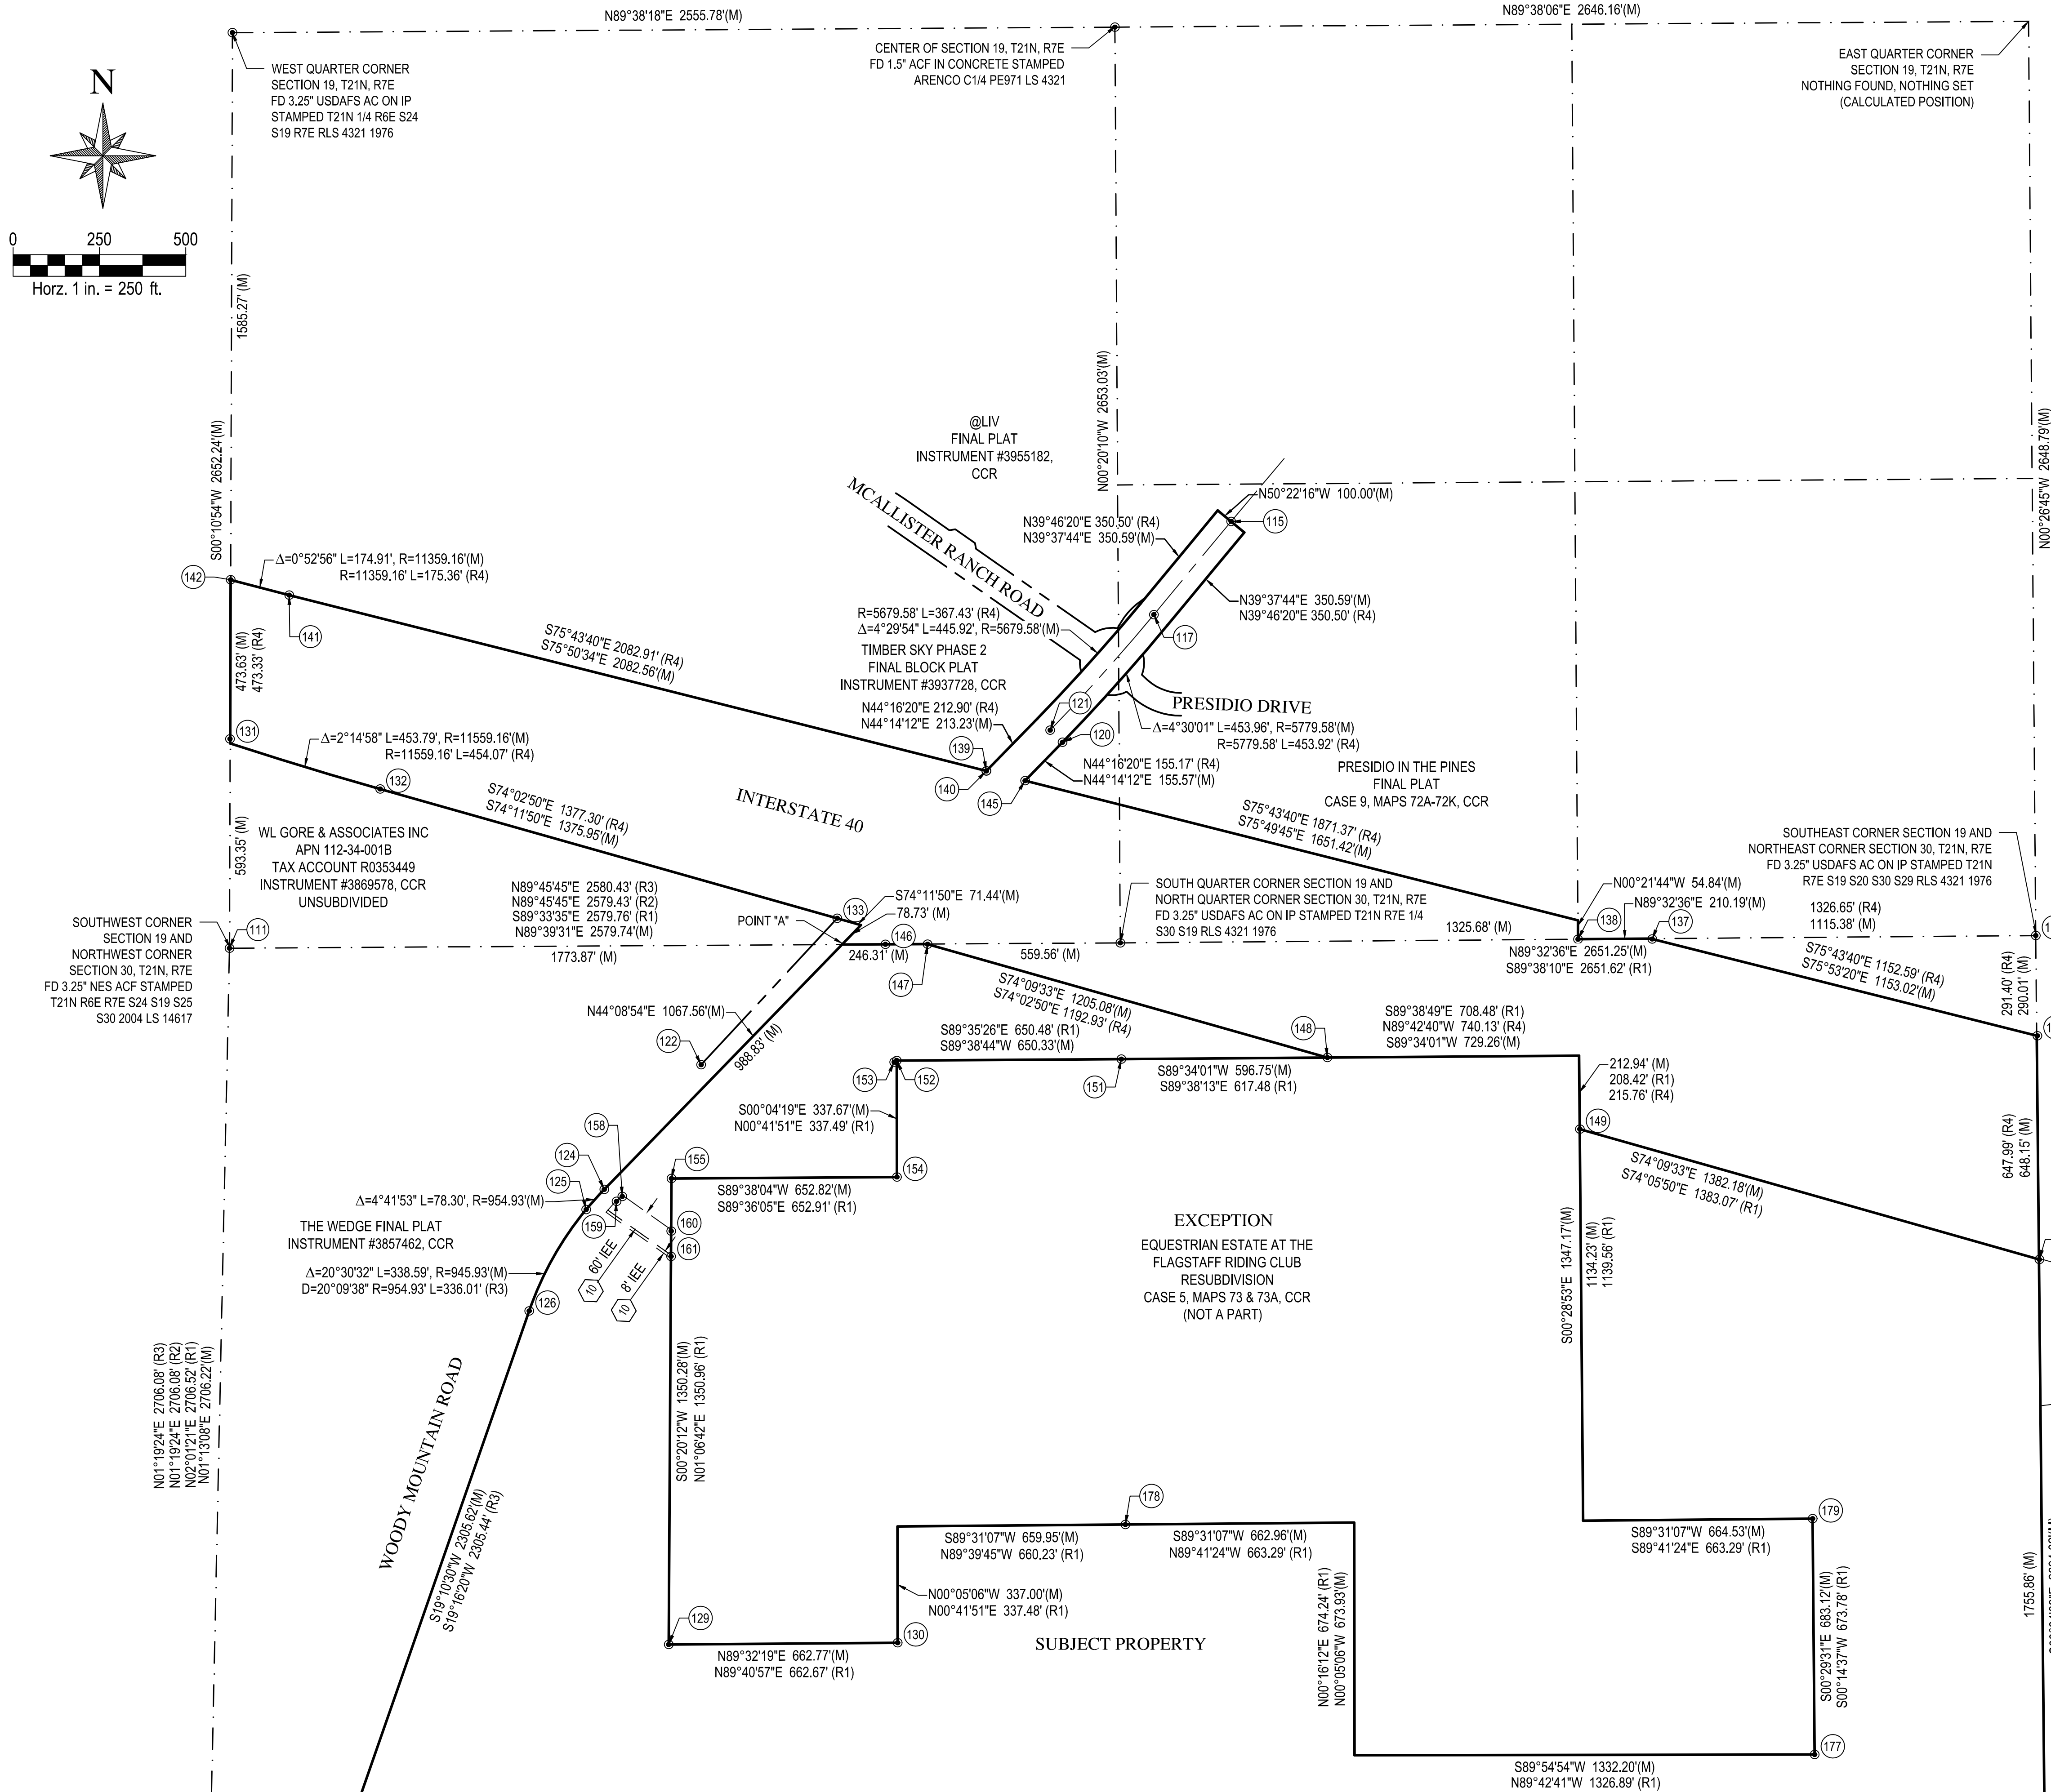 N89°38'18"E 2555.78'(M)
N89°38'06"E 2646.16'(M)
N
0 250 500
Horz. 1 in. = 250 ft.
WEST QUARTER CORNER
SECTION 19, T21N, R7E
FD 3.25" USDAFS AC ON IP
STAMPED T21N 1/4 R6E S24
S19 R7E RLS 4321 1976
CENTER OF SECTION 19, T21N, R7E
FD 1.5" ACF IN CONCRETE STAMPED
ARENCO C1/4 PE971 LS 4321
EAST QUARTER CORNER
SECTION 19, T21N, R7E
NOTHING FOUND, NOTHING SET
(CALCULATED POSITION)
1585.27' (M)
S00°10'54"W 2652.24'(M)
N00°20'10"W 2653.03'(M)
N00°26'45"W 2648.79'(M)
@LIV
FINAL PLAT
INSTRUMENT #3955182,
CCR
MCALLISTER RANCH ROAD
N50°22'16"W 100.00'(M)
115
N39°46'20"E 350.50' (R4)
N39°37'44"E 350.59'(M)
N39°37'44"E 350.59'(M)
N39°46'20"E 350.50' (R4)
117
142
Δ=0°52'56" L=174.91', R=11359.16'(M)
R=11359.16' L=175.36' (R4)
141
S75°43'40"E 2082.91' (R4)
S75°50'34"E 2082.56'(M)
R=5679.58' L=367.43' (R4)
Δ=4°29'54" L=445.92', R=5679.58'(M)
TIMBER SKY PHASE 2
FINAL BLOCK PLAT
INSTRUMENT #3937728, CCR
N44°16'20"E 212.90' (R4)
N44°14'12"E 213.23'(M)
121
120
PRESIDIO DRIVE
Δ=4°30'01" L=453.96', R=5779.58'(M)
R=5779.58' L=453.92' (R4)
N44°16'20"E 155.17' (R4)
N44°14'12"E 155.57'(M)
139
140
145
PRESIDIO IN THE PINES
FINAL PLAT
CASE 9, MAPS 72A-72K, CCR
473.63' (M)
473.33' (R4)
131
Δ=2°14'58" L=453.79', R=11559.16'(M)
R=11559.16' L=454.07' (R4)
132
S74°02'50"E 1377.30' (R4)
S74°11'50"E 1375.95'(M)
INTERSTATE 40
S75°43'40"E 1871.37' (R4)
S75°49'45"E 1651.42'(M)
593.35' (M)
WL GORE & ASSOCIATES INC
APN 112-34-001B
TAX ACCOUNT R0353449
INSTRUMENT #3869578, CCR
UNSUBDIVIDED
N89°45'45"E 2580.43' (R3)
N89°45'45"E 2579.43' (R2)
S89°33'35"E 2579.76' (R1)
N89°39'31"E 2579.74'(M)
POINT "A"
133
S74°11'50"E 71.44'(M)
78.73' (M)
146
SOUTH QUARTER CORNER SECTION 19 AND
NORTH QUARTER CORNER SECTION 30, T21N, R7E
FD 3.25" USDAFS AC ON IP STAMPED T21N R7E 1/4
S30 S19 RLS 4321 1976
SOUTHEAST CORNER SECTION 19 AND
NORTHEAST CORNER SECTION 30, T21N, R7E
FD 3.25" USDAFS AC ON IP STAMPED T21N
R7E S19 S20 S30 S29 RLS 4321 1976
N00°21'44"W 54.84'(M)
N89°32'36"E 210.19'(M)
138
137
1326.65' (R4)
1115.38' (M)
1325.68' (M)
SOUTHWEST CORNER
SECTION 19 AND
NORTHWEST CORNER
SECTION 30, T21N, R7E
FD 3.25" NES ACF STAMPED
T21N R6E R7E S24 S19 S25
S30 2004 LS 14617
111
1773.87' (M)
246.31' (M)
559.56' (M)
147
N89°32'36"E 2651.25'(M)
S89°38'10"E 2651.62' (R1)
S75°43'40"E 1152.59' (R4)
S75°53'20"E 1153.02'(M)
291.40' (R4)
290.01' (M)
N44°08'54"E 1067.56'(M)
988.83' (M)
122
S74°09'33"E 1205.08'(M)
S74°02'50"E 1192.93' (R4)
148
S89°35'26"E 650.48' (R1)
S89°38'44"W 650.33'(M)
S89°38'49"E 708.48' (R1)
N89°42'40"W 740.13' (R4)
S89°34'01"W 729.26'(M)
153
152
151
S89°34'01"W 596.75'(M)
S89°38'13"E 617.48 (R1)
212.94' (M)
208.42' (R1)
215.76' (R4)
149
S00°04'19"E 337.67'(M)
N00°41'51"E 337.49' (R1)
158
124
125
155
154
S89°38'04"W 652.82'(M)
S89°36'05"E 652.91' (R1)
Δ=4°41'53" L=78.30', R=954.93'(M)
159
160
161
60' IEE
10
8' IEE
10
THE WEDGE FINAL PLAT
INSTRUMENT #3857462, CCR
Δ=20°30'32" L=338.59', R=945.93'(M)
D=20°09'38" R=954.93' L=336.01' (R3)
126
EXCEPTION
EQUESTRIAN ESTATE AT THE
FLAGSTAFF RIDING CLUB
RESUBDIVISION
CASE 5, MAPS 73 & 73A, CCR
(NOT A PART)
S74°09'33"E 1382.18'(M)
S74°05'50"E 1383.07' (R1)
647.99' (R4)
648.15' (M)
S00°28'53"E 1347.17'(M)
1134.23' (M)
1139.56' (R1)
N01°19'24"E 2706.08' (R3)
N01°19'24"E 2706.08' (R2)
N02°01'21"E 2706.52' (R1)
N01°13'08"E 2706.22'(M)
WOODY MOUNTAIN ROAD
S19°10'30"W 2305.62'(M)
S19°16'20"W 2305.44' (R3)
S00°20'12"W 1350.28'(M)
N01°06'42"E 1350.96' (R1)
178
S89°31'07"W 659.95'(M)
N89°39'45"W 660.23' (R1)
S89°31'07"W 662.96'(M)
N89°41'24"W 663.29' (R1)
179
S89°31'07"W 664.53'(M)
S89°41'24"E 663.29' (R1)
N00°05'06"W 337.00'(M)
N00°41'51"E 337.48' (R1)
129
130
N89°32'19"E 662.77'(M)
N89°40'57"E 662.67' (R1)
SUBJECT PROPERTY
N00°16'12"E 674.24' (R1)
N00°05'06"W 673.93'(M)
S00°29'31"E 683.12'(M)
S00°14'37"W 673.78' (R1)
1755.86' (M)
177
S89°54'54"W 1332.20'(M)
N89°42'41"W 1326.89' (R1)